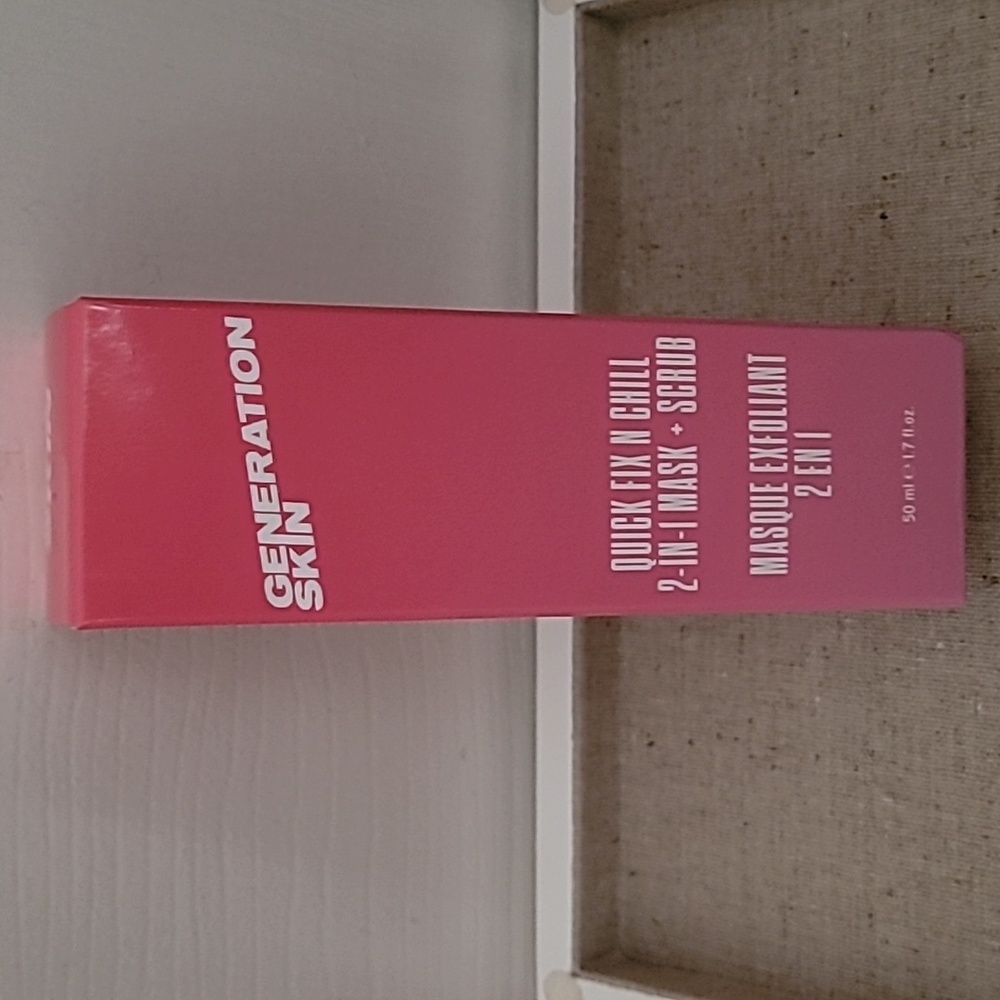 GENERATION
SKIN
QUICK FIX N CHILL
2-IN-1 MASK + SCRUB
MASQUE EXFOLIANT
2 EN 1
50 ml ℮ 1.7 fl.oz.